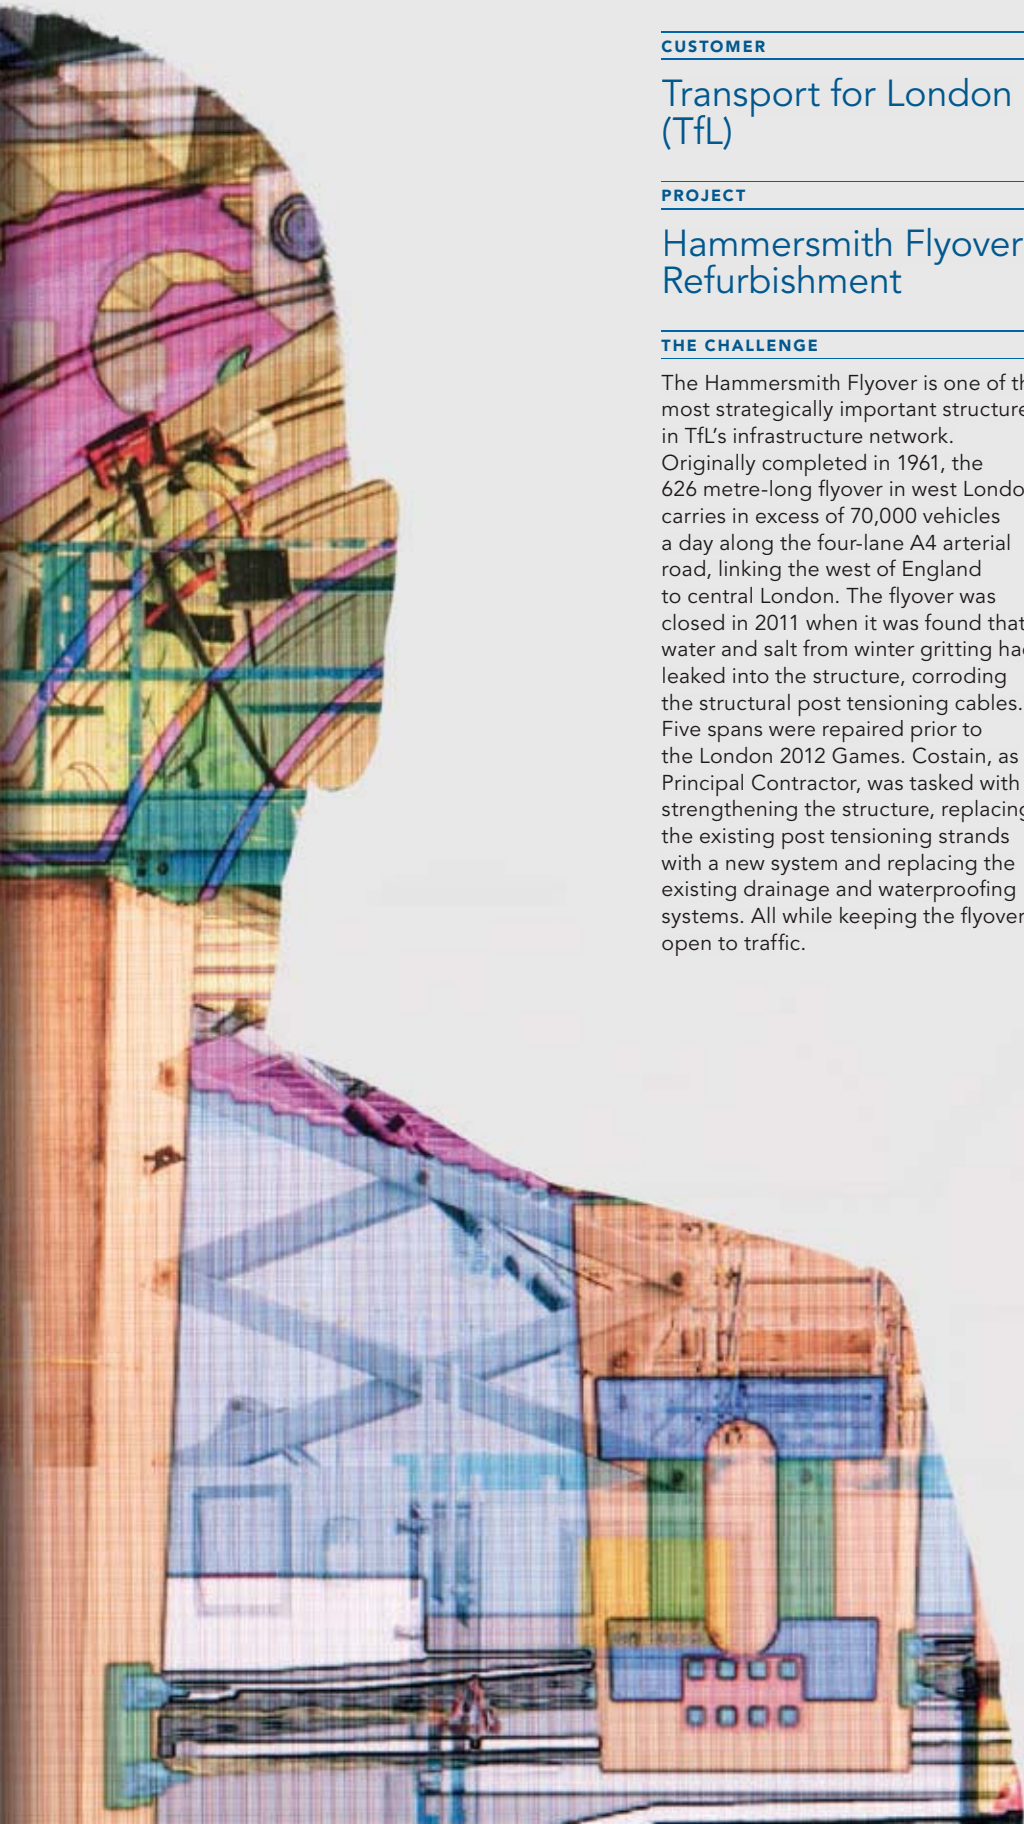 CUSTOMER
Transport for London
(TfL)
PROJECT
Hammersmith Flyover
Refurbishment
THE CHALLENGE
The Hammersmith Flyover is one of th
most strategically important structure
in TfL's infrastructure network.
Originally completed in 1961, the
626 metre-long flyover in west Londo
carries in excess of 70,000 vehicles
a day along the four-lane A4 arterial
road, linking the west of England
to central London. The flyover was
closed in 2011 when it was found that
water and salt from winter gritting ha
leaked into the structure, corroding
the structural post tensioning cables.
Five spans were repaired prior to
the London 2012 Games. Costain, as
Principal Contractor, was tasked with
strengthening the structure, replacing
the existing post tensioning strands
with a new system and replacing the
existing drainage and waterproofing
systems. All while keeping the flyover
open to traffic.